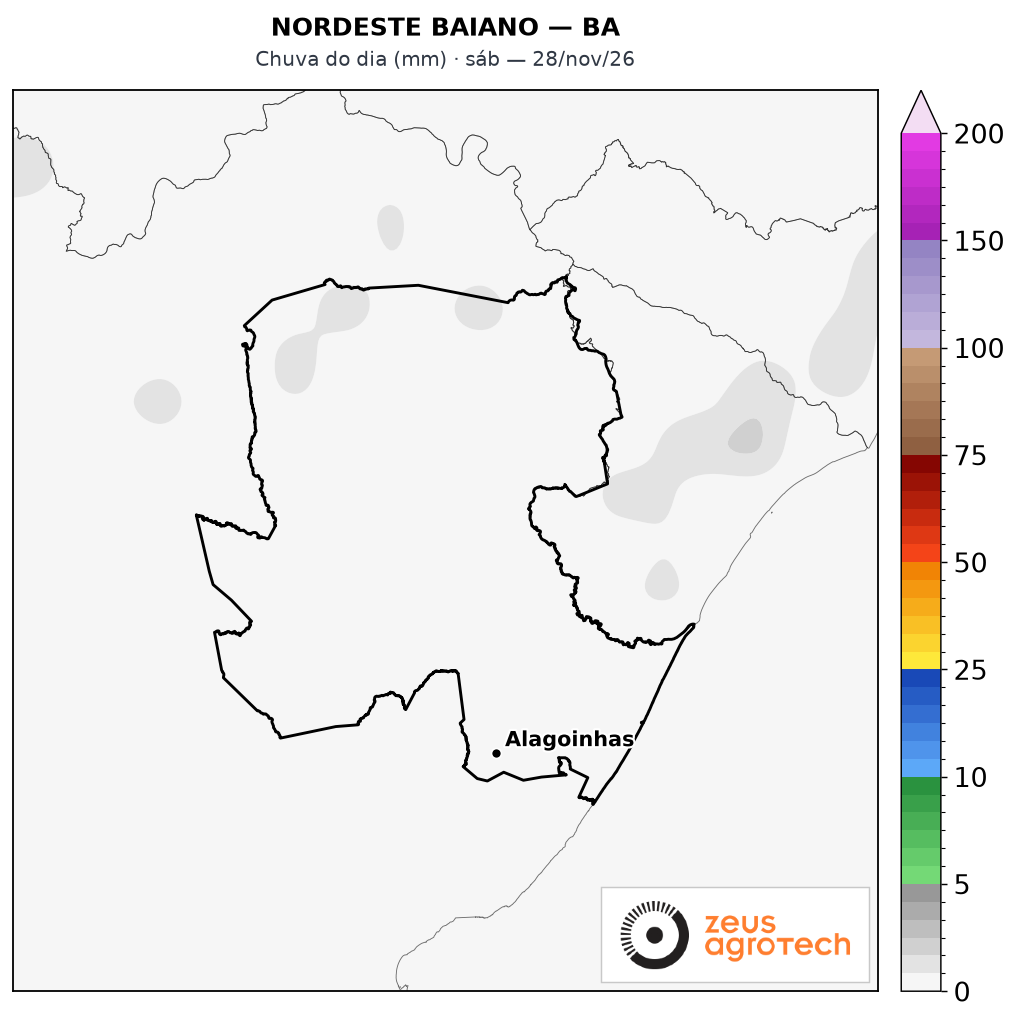 NORDESTE BAIANO — BA
Chuva do dia (mm) · sáb — 28/nov/26
200
150
100
75
50
25
10
5
0
Alagoinhas
zeus
agrotech